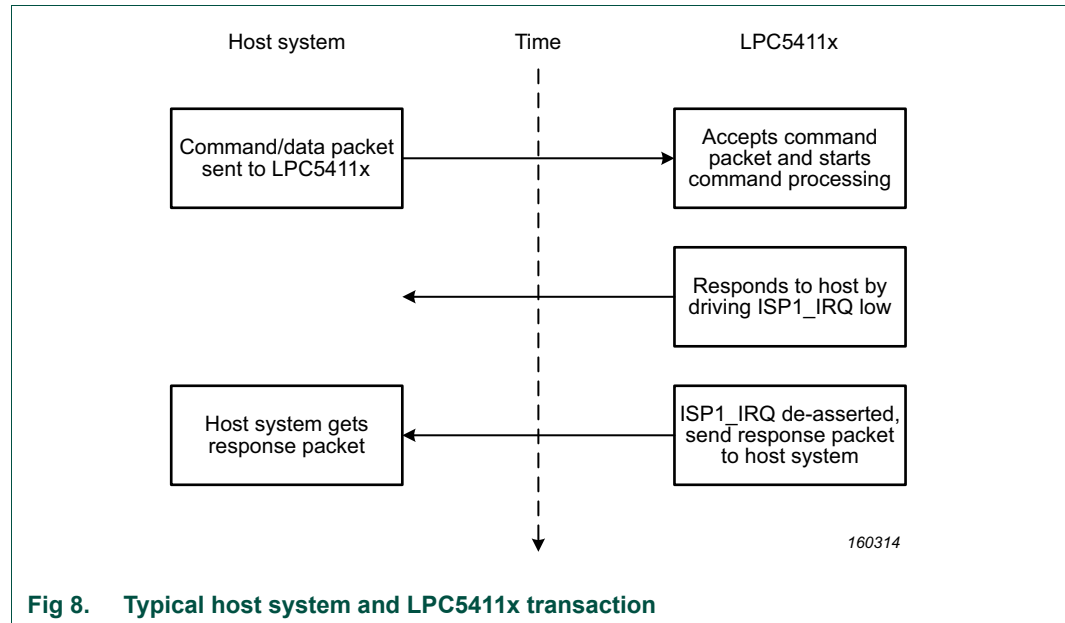 Host system
Time
LPC5411x
Command/data packet
sent to LPC5411x
Accepts command
packet and starts
command processing
Responds to host by
driving ISP1_IRQ low
Host system gets
response packet
ISP1_IRQ de-asserted,
send response packet
to host system
160314
Fig 8. Typical host system and LPC5411x transaction